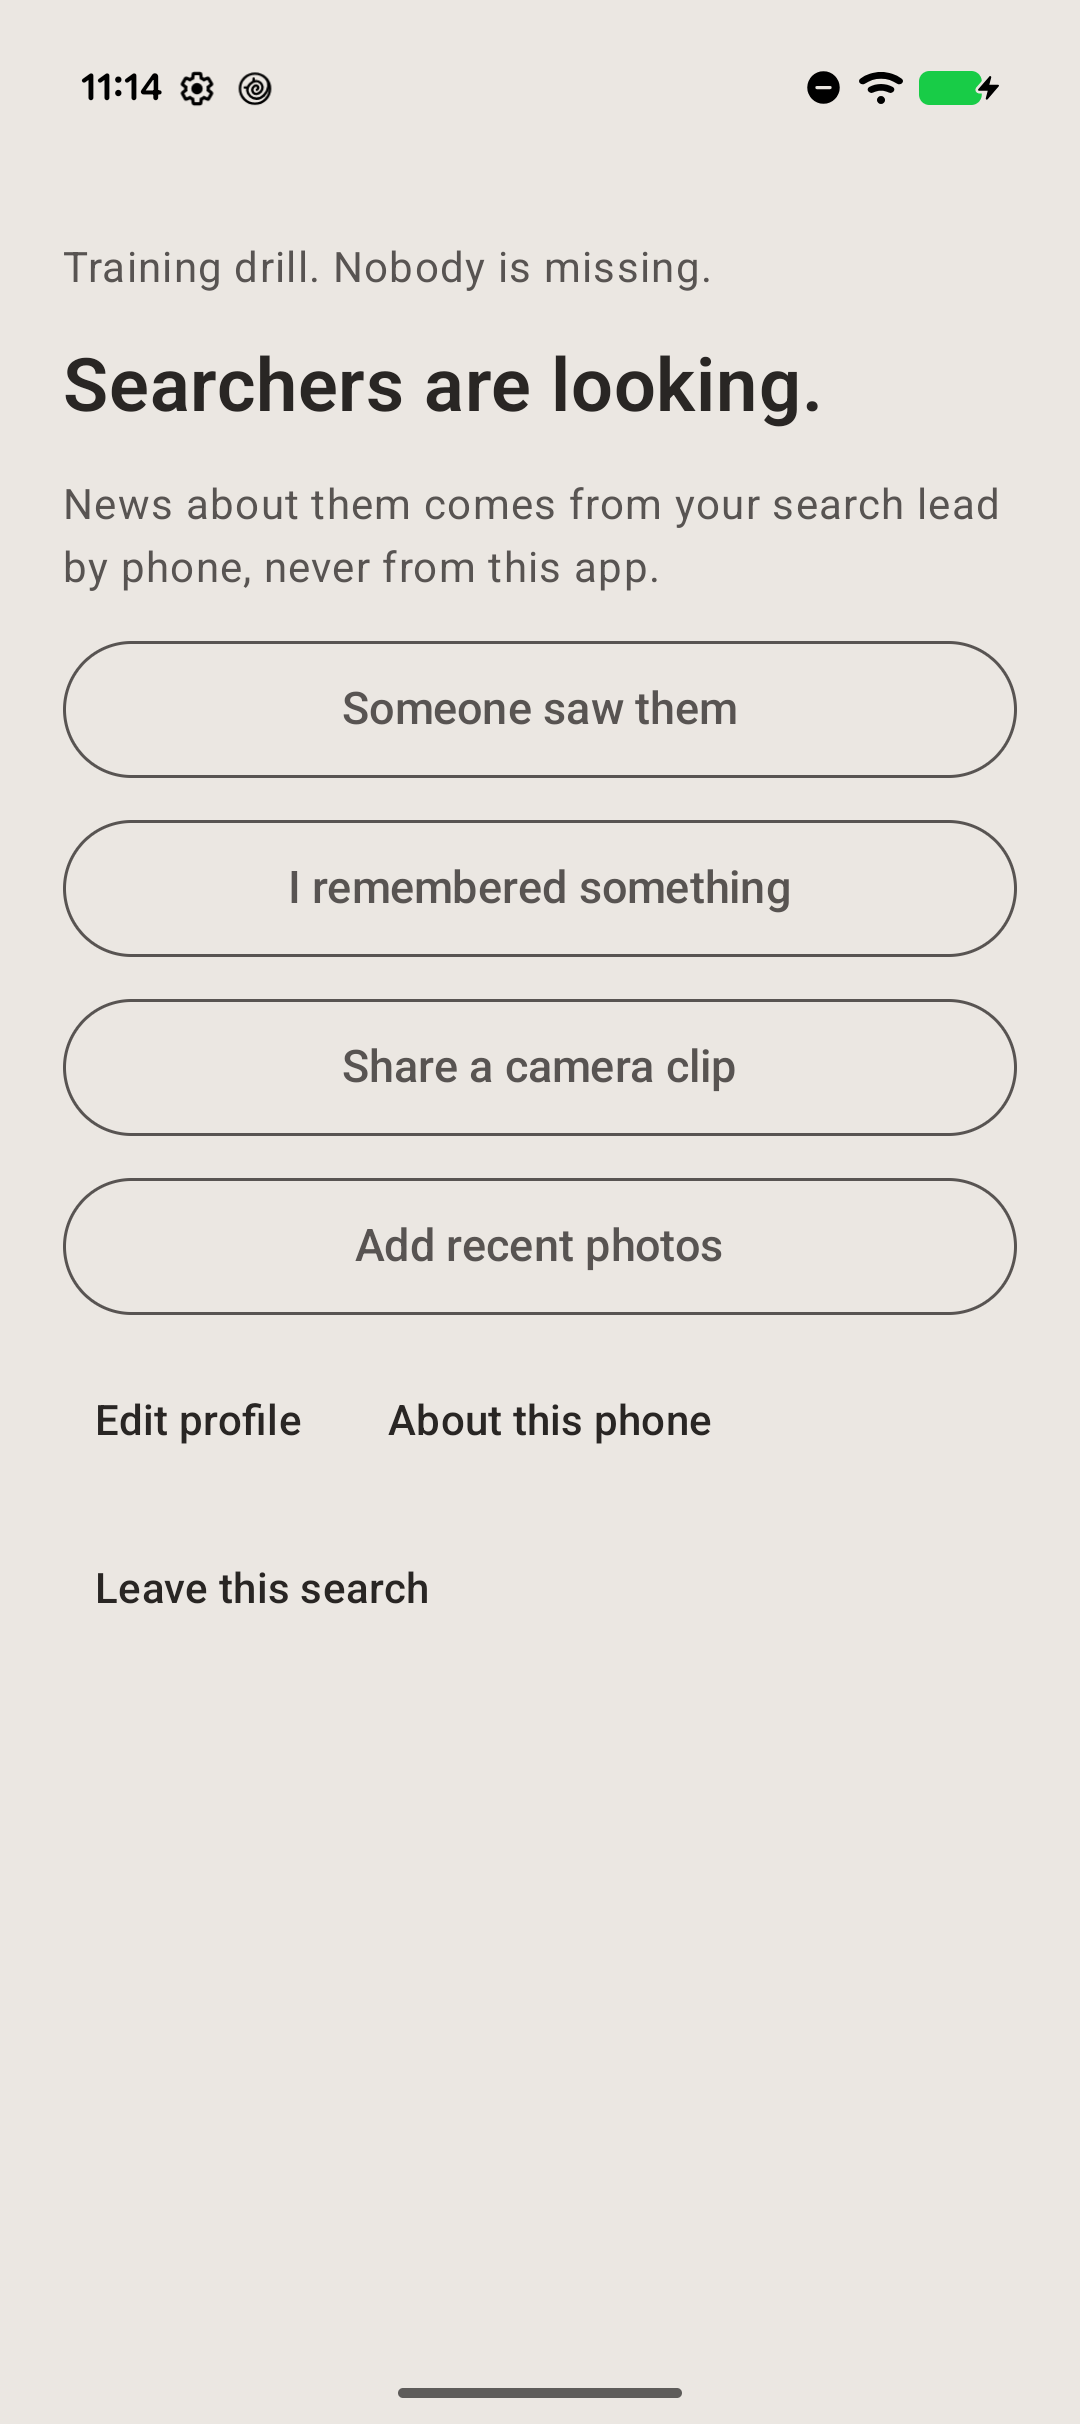 11:14
Training drill. Nobody is missing.
Searchers are looking.
News about them comes from your search lead
by phone, never from this app.
Someone saw them
I remembered something
Share a camera clip
Add recent photos
Edit profile About this phone
Leave this search